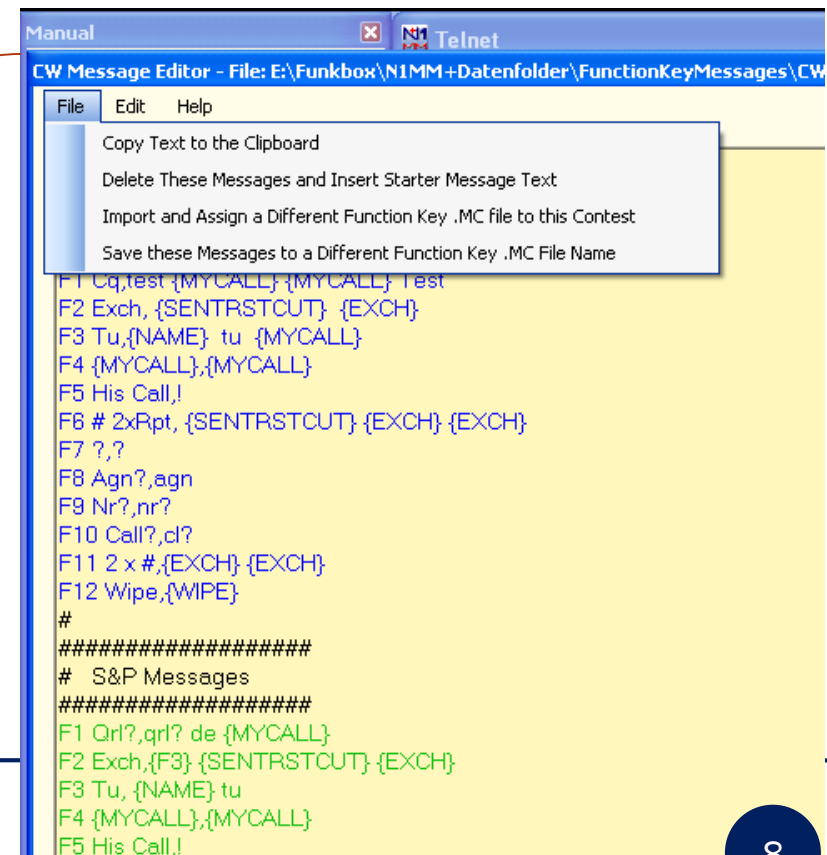 Manual
N1 MM Telnet
CW Message Editor - File: E:\Funkbox\N1MM+Datenfolder\FunctionKeyMessages\CW
File Edit Help
Copy Text to the Clipboard
Delete These Messages and Insert Starter Message Text
Import and Assign a Different Function Key .MC file to this Contest
Save these Messages to a Different Function Key .MC File Name
F1 Cq,test {MYCALL} {MYCALL} Test
F2 Exch, {SENTRSTCUT} {EXCH}
F3 Tu,{NAME} tu {MYCALL}
F4 {MYCALL},{MYCALL}
F5 His Call,!
F6 # 2xRpt, {SENTRSTCUT} {EXCH} {EXCH}
F7 ?,?
F8 Agn?,agn
F9 Nr?,nr?
F10 Call?,cl?
F11 2 x #,{EXCH} {EXCH}
F12 Wipe,{WIPE}
#
###################
# S&P Messages
###################
F1 Qrl?,qrl? de {MYCALL}
F2 Exch,{F3} {SENTRSTCUT} {EXCH}
F3 Tu, {NAME} tu
F4 {MYCALL},{MYCALL}
F5 His Call,!